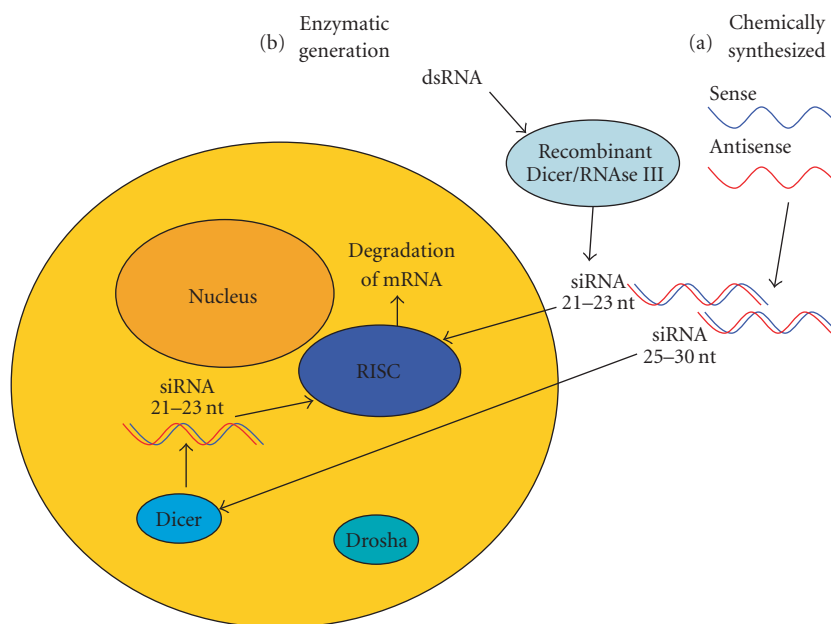 (b) Enzymatic
generation
(a) Chemically
synthesized
dsRNA
Sense
Antisense
Recombinant
Dicer/RNAse III
siRNA
21–23 nt
siRNA
25–30 nt
Degradation
of mRNA
Nucleus
RISC
siRNA
21–23 nt
Dicer
Drosha